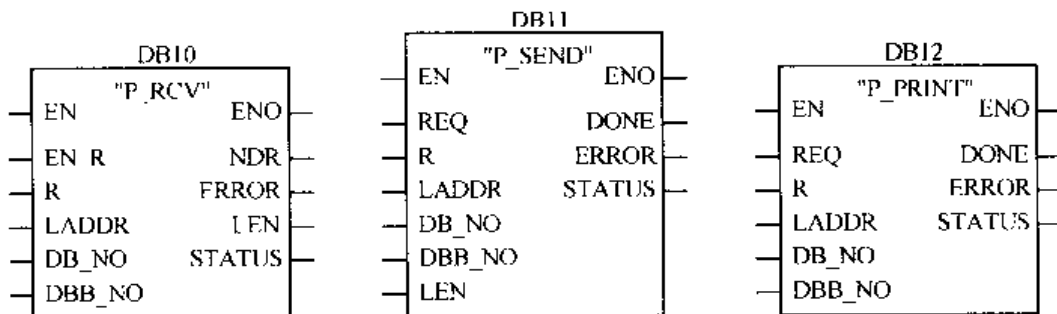 DB10
"P_RCV"
EN ENO
EN_R NDR
R ERROR
LADDR LEN
DB_NO STATUS
DBB_NO
DB11
"P_SEND"
EN ENO
REQ DONE
R ERROR
LADDR STATUS
DB_NO
DBB_NO
LEN
DB12
"P_PRINT"
EN ENO
REQ DONE
R ERROR
LADDR STATUS
DB_NO
DBB_NO